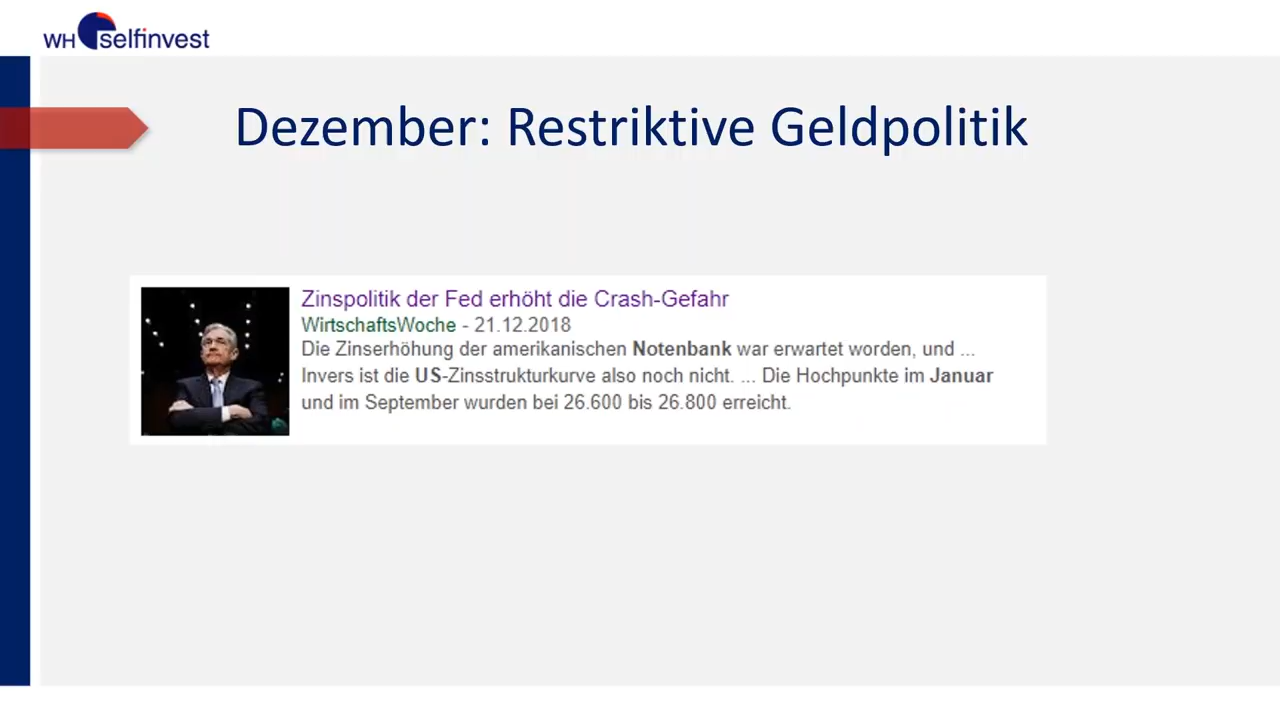 WH selfinvest
Dezember: Restriktive Geldpolitik
Zinspolitik der Fed erhöht die Crash-Gefahr
WirtschaftsWoche - 21.12.2018
Die Zinserhöhung der amerikanischen Notenbank war erwartet worden, und ...
Invers ist die US-Zinsstrukturkurve also noch nicht. ... Die Hochpunkte im Januar
und im September wurden bei 26.600 bis 26.800 erreicht.